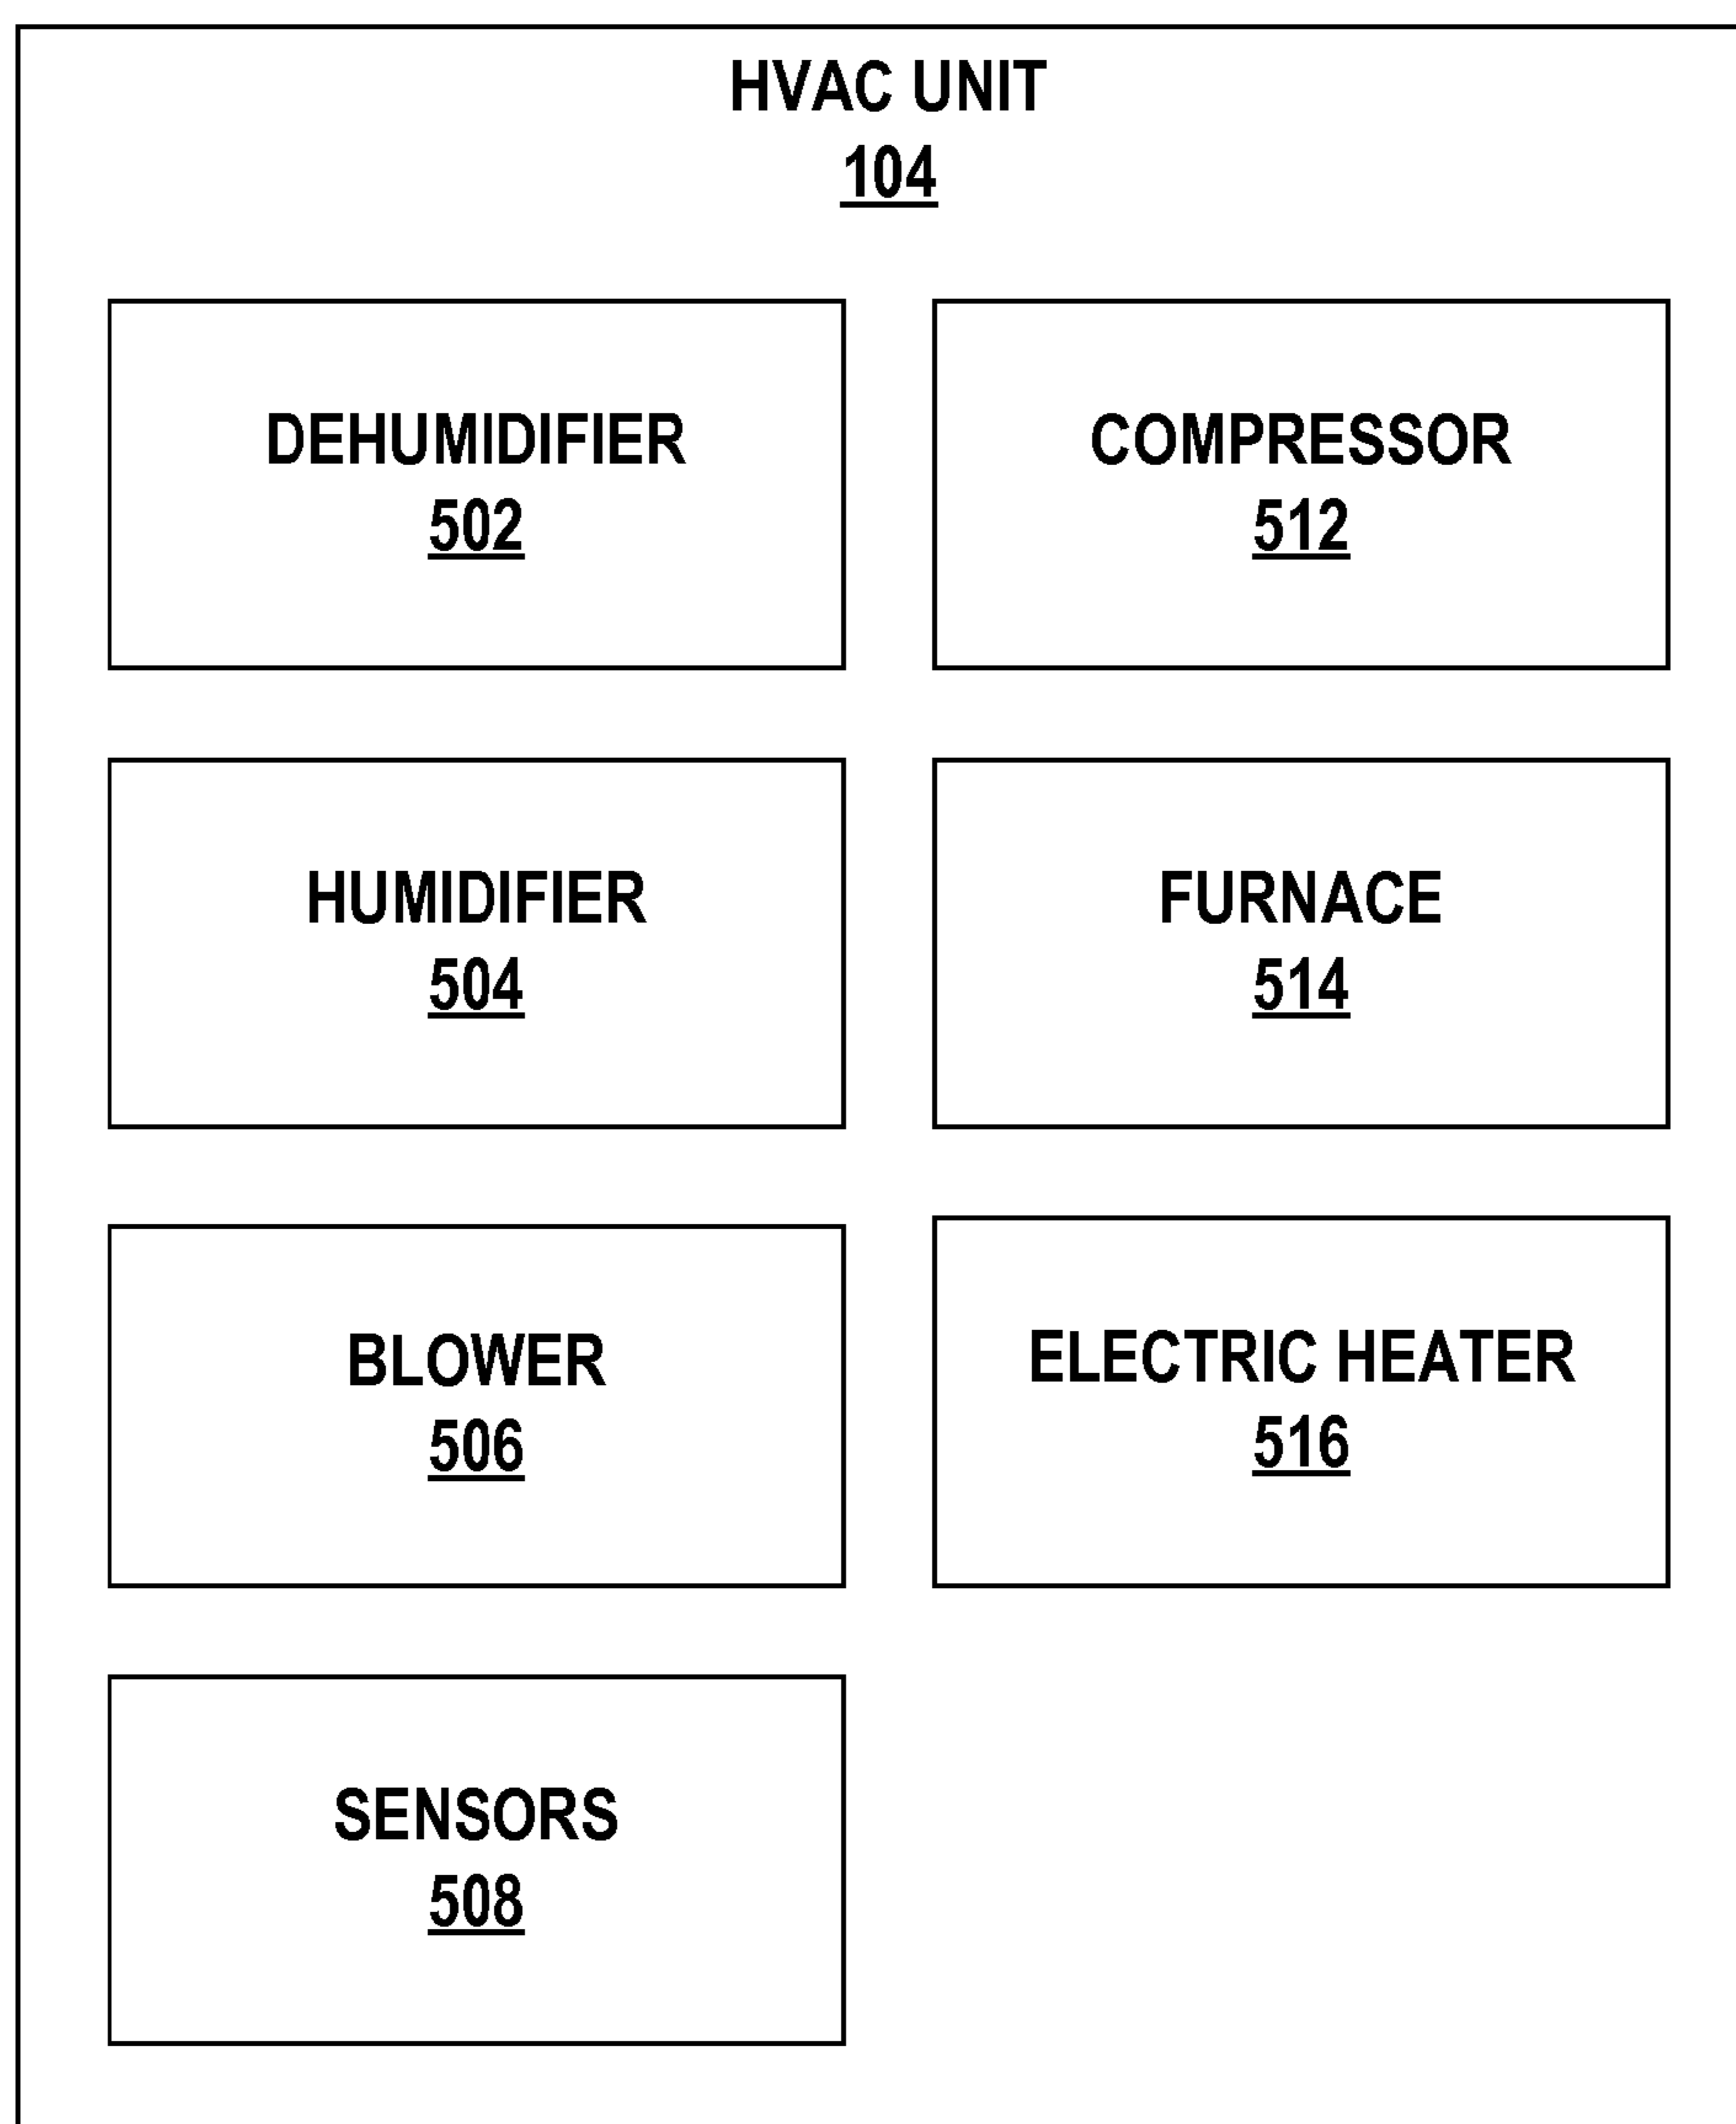 HVAC UNIT
104
DEHUMIDIFIER
502
COMPRESSOR
512
HUMIDIFIER
504
FURNACE
514
BLOWER
506
ELECTRIC HEATER
516
SENSORS
508